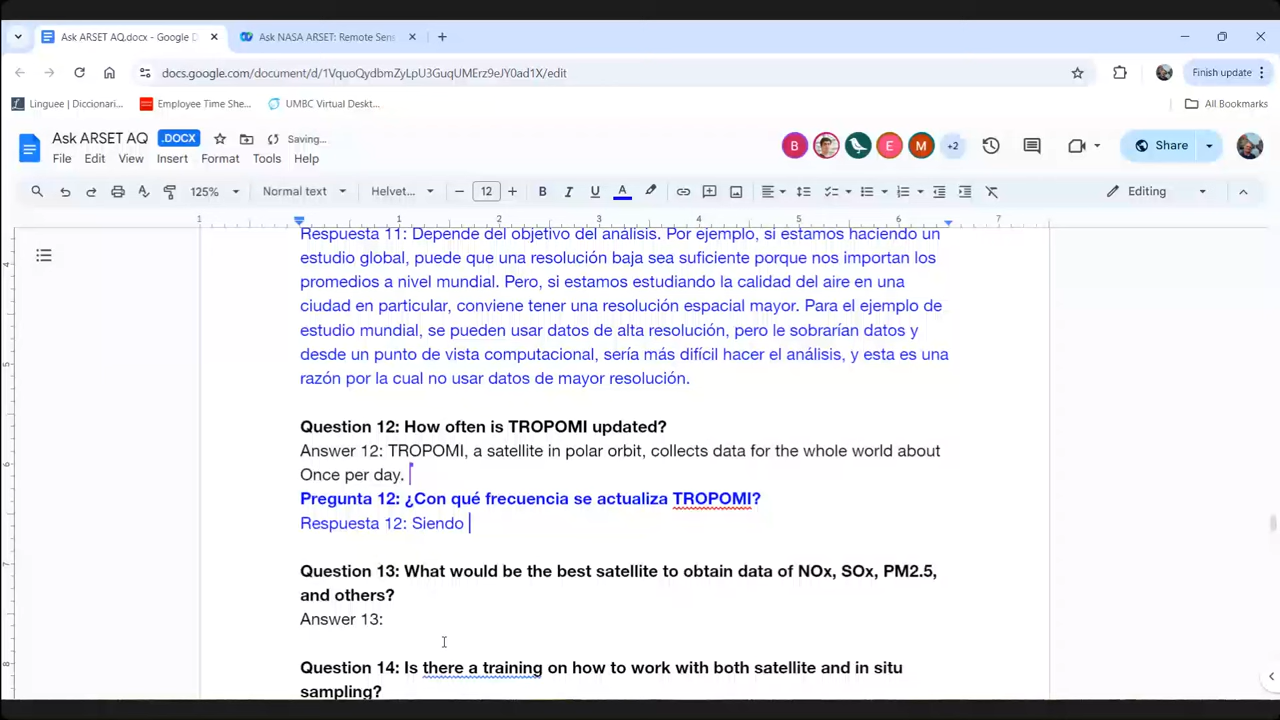 Ask ARSET AQ.docx - Google D
Ask NASA ARSET: Remote Sens
docs.google.com/document/d/1VquoQydbmZyLpU3GuqUMErz9eJY0ad1X/edit
Finish update
Linguee | Diccionari...
Employee Time She...
UMBC Virtual Deskt...
All Bookmarks
Ask ARSET AQ .DOCX Saving...
File Edit View Insert Format Tools Help
+2
Share
125% Normal text Helvet... 12 B I U A Editing
1 1 2 3 4 5 6 7
Respuesta 11: Depende del objetivo del análisis. Por ejemplo, si estamos haciendo un
estudio global, puede que una resolución baja sea suficiente porque nos importan los
promedios a nivel mundial. Pero, si estamos estudiando la calidad del aire en una
ciudad en particular, conviene tener una resolución espacial mayor. Para el ejemplo de
estudio mundial, se pueden usar datos de alta resolución, pero le sobrarían datos y
desde un punto de vista computacional, sería más difícil hacer el análisis, y esta es una
razón por la cual no usar datos de mayor resolución.
Question 12: How often is TROPOMI updated?
Answer 12: TROPOMI, a satellite in polar orbit, collects data for the whole world about
Once per day.
Pregunta 12: ¿Con qué frecuencia se actualiza TROPOMI?
Respuesta 12: Siendo
Question 13: What would be the best satellite to obtain data of NOx, SOx, PM2.5,
and others?
Answer 13:
Question 14: Is there a training on how to work with both satellite and in situ
sampling?